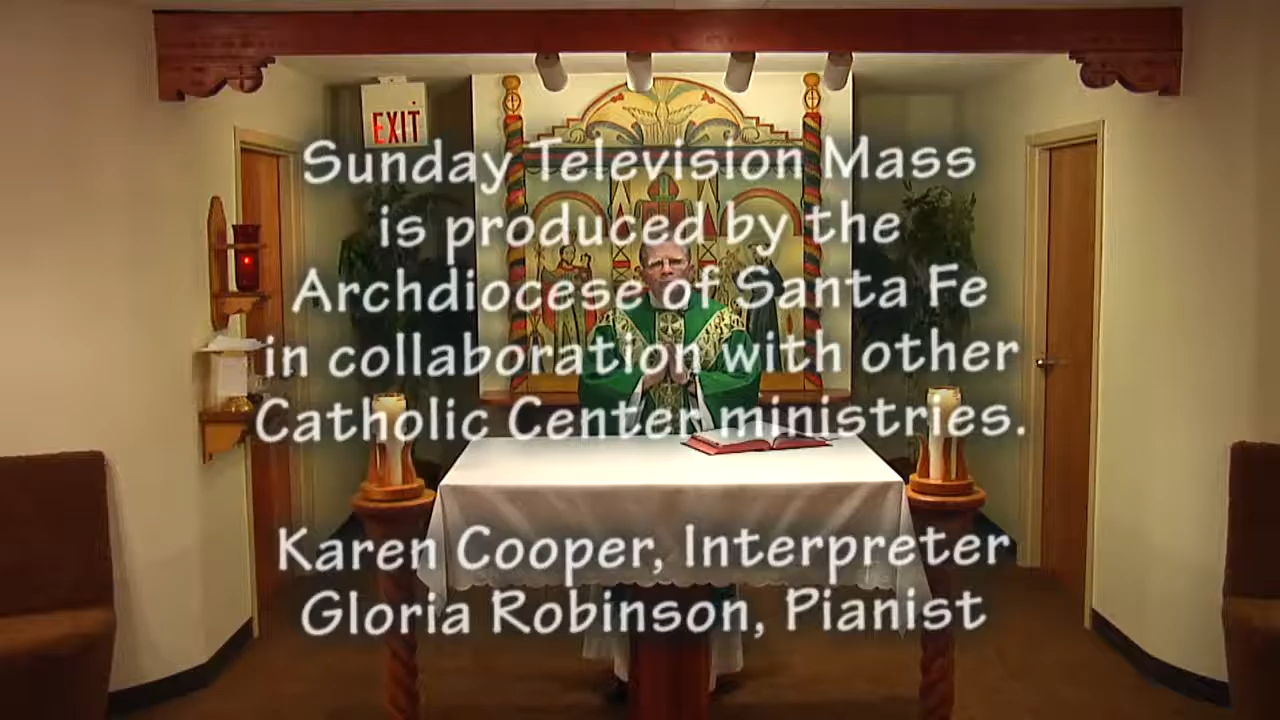 EXIT
Sunday Television Mass
is produced by the
Archdiocese of Santa Fe
in collaboration with other
Catholic Center ministries.
Karen Cooper, Interpreter
Gloria Robinson, Pianist